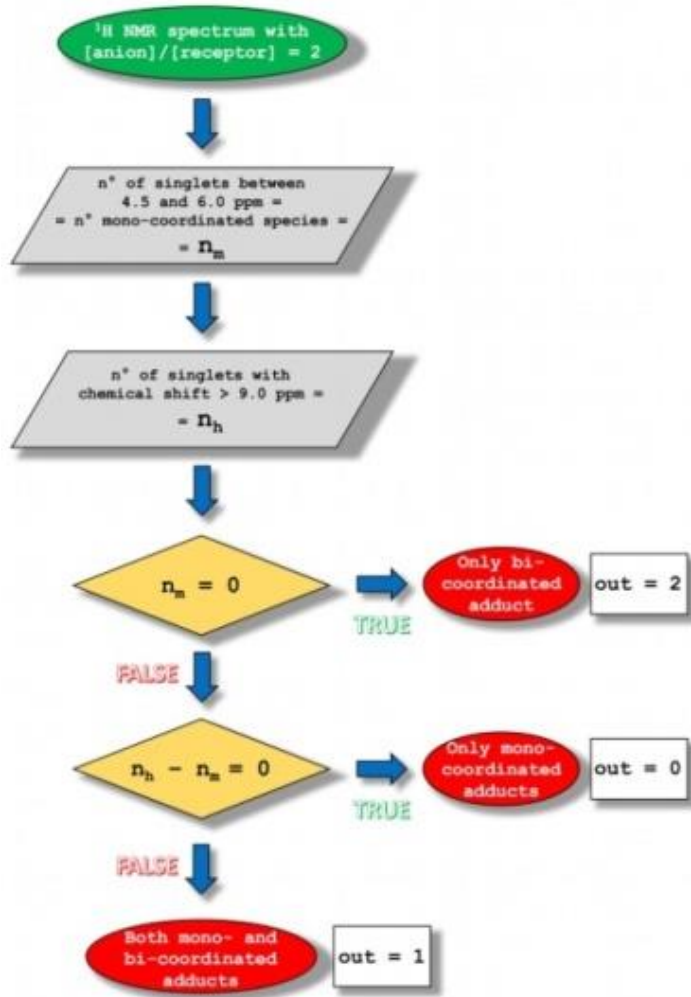 ¹H NMR spectrum with
[anion]/[receptor] = 2
n° of singlets between
4.5 and 6.0 ppm =
= n° mono-coordinated species =
= nₘ
n° of singlets with
chemical shift > 9.0 ppm =
= nₕ
nₘ = 0
TRUE
Only bi-
coordinated
adduct
out = 2
FALSE
nₕ - nₘ = 0
TRUE
Only mono-
coordinated
adducts
out = 0
FALSE
Both mono- and
bi-coordinated
adducts
out = 1